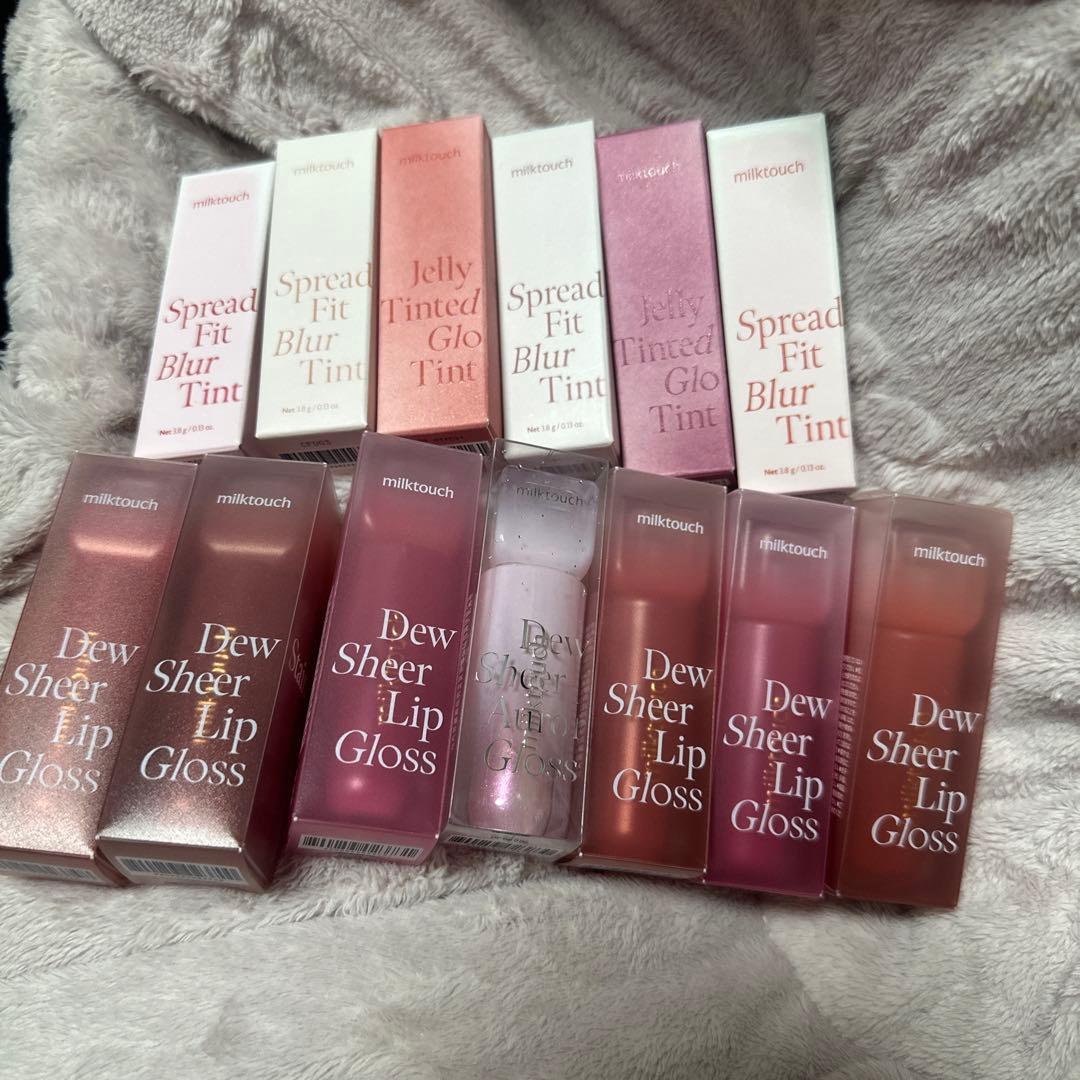 milktouch
Spread
Fit
Blur
Tint
Net 3.8 g / 0.13 oz.
milktouch
Spread
Fit
Blur
Tint
Net 3.8 g / 0.13 oz.
milktouch
Jelly
Tinted
Glo
Tint
milktouch
Spread
Fit
Blur
Tint
Net 3.8 g / 0.13 oz.
milktouch
Jelly
Tinted
Glo
Tint
milktouch
Spread
Fit
Blur
Tint
Net 3.8 g / 0.13 oz.
milktouch
Dew
Sheer
Lip
Gloss
milktouch
Dew
Sheer
Lip
Gloss
milktouch
Dew
Sheer
Lip
Gloss
milktouch
Dew
Sheer
Gloss
milktouch
Dew
Sheer
Lip
Gloss
milktouch
Dew
Sheer
Lip
Gloss
milktouch
Dew
Sheer
Lip
Gloss